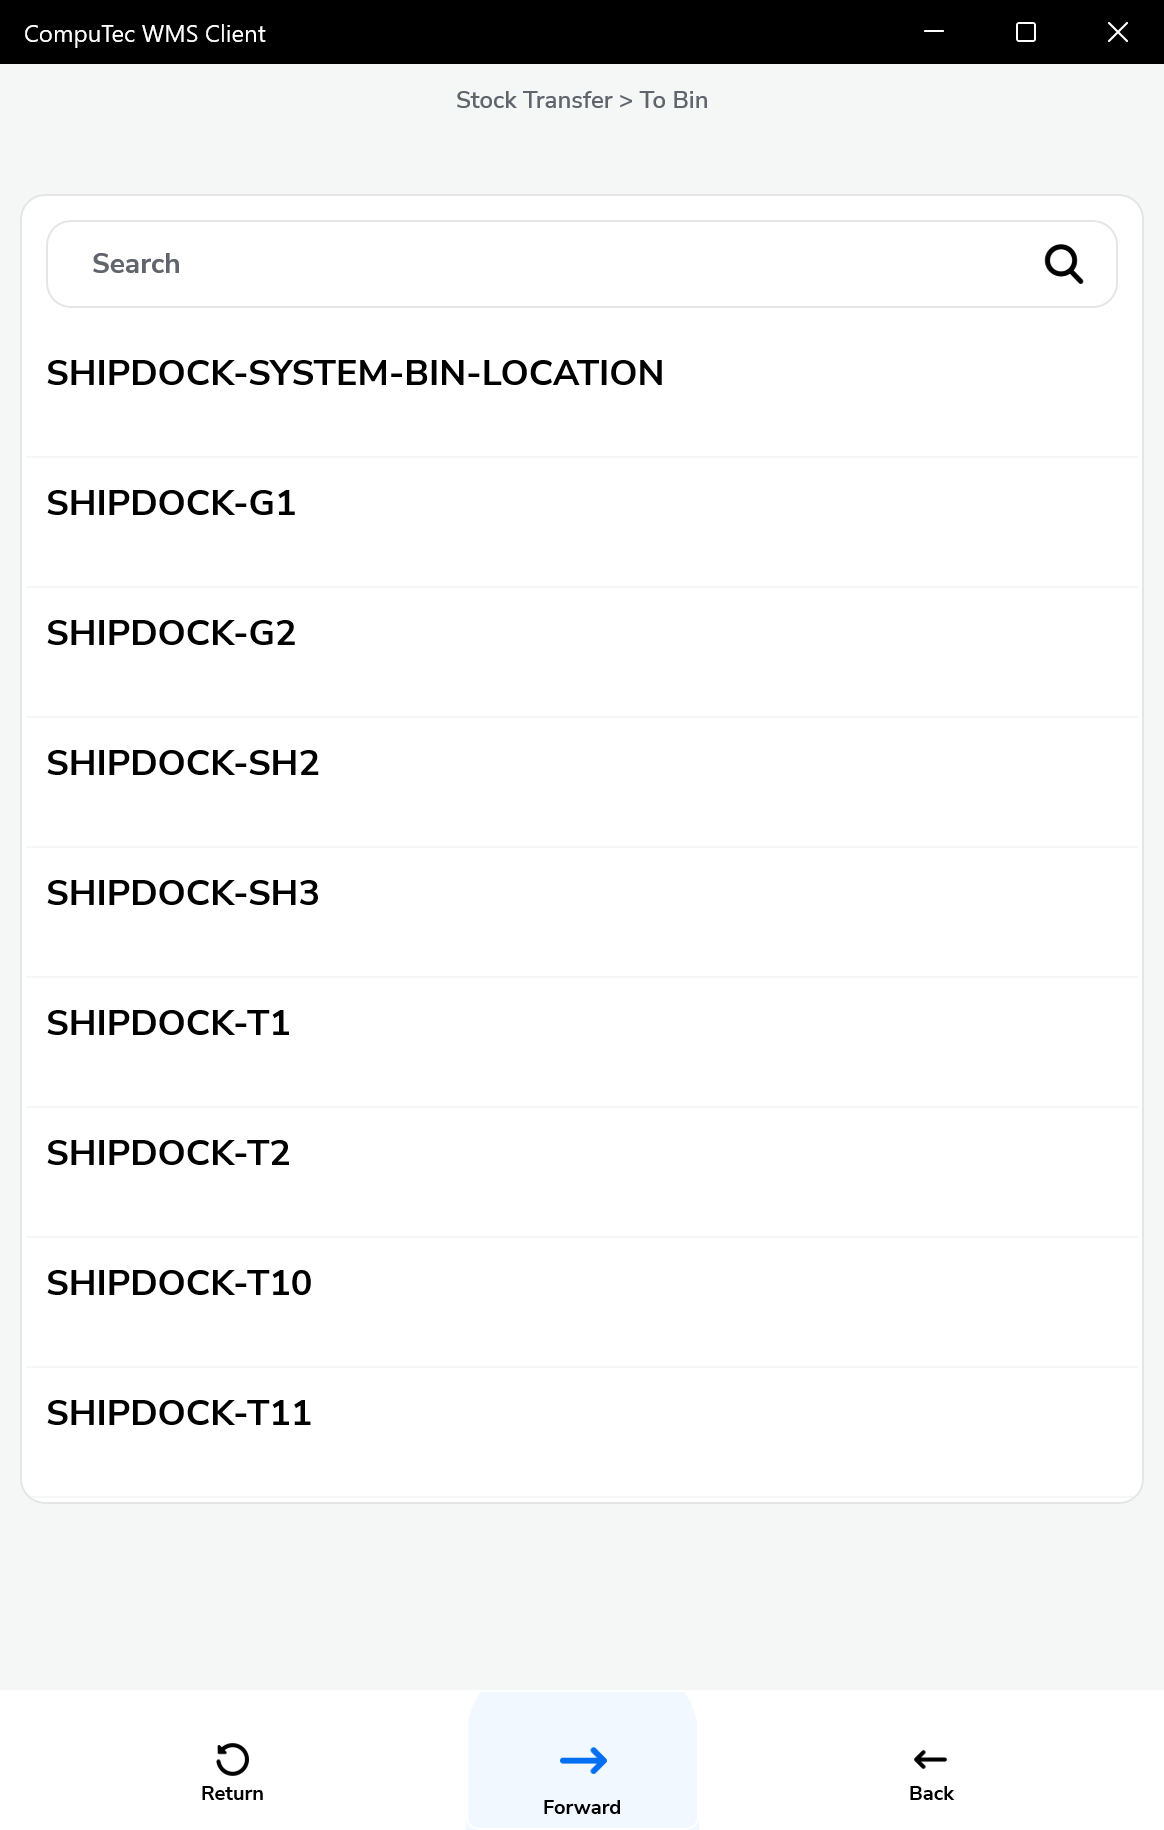 CompuTec WMS Client
Stock Transfer > To Bin
Search
SHIPDOCK-SYSTEM-BIN-LOCATION
SHIPDOCK-G1
SHIPDOCK-G2
SHIPDOCK-SH2
SHIPDOCK-SH3
SHIPDOCK-T1
SHIPDOCK-T2
SHIPDOCK-T10
SHIPDOCK-T11
Return
Forward
Back